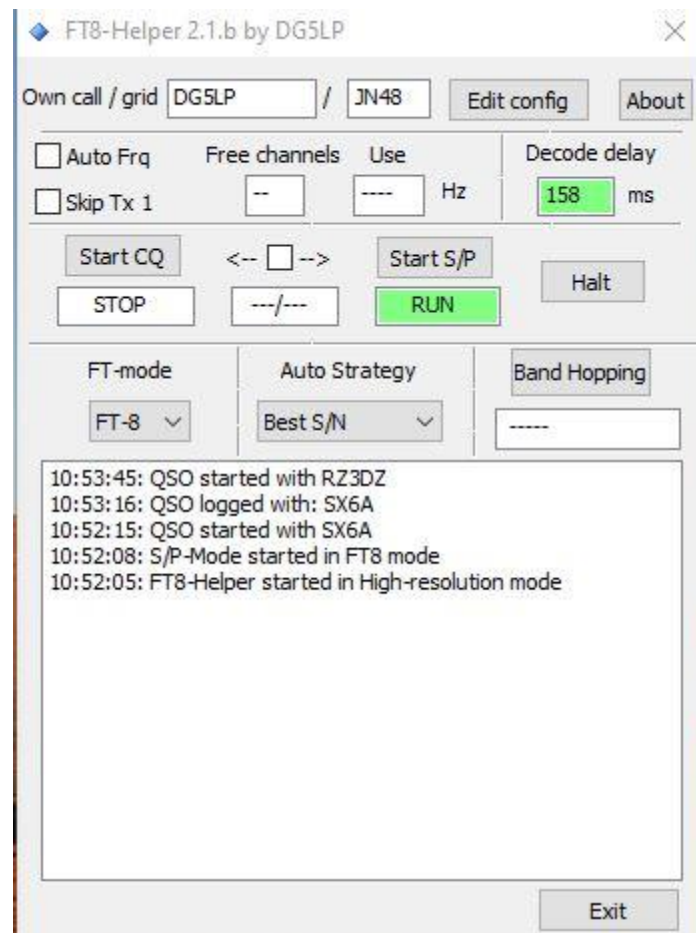 FT8-Helper 2.1.b by DG5LP
Own call / grid DG5LP / JN48 Edit config About
Auto Frq Free channels Use Decode delay
Skip Tx 1 -- ---- Hz 158 ms
Start CQ <-- --> Start S/P Halt
STOP ---/--- RUN
FT-mode Auto Strategy Band Hopping
FT-8 Best S/N -----
10:53:45: QSO started with RZ3DZ
10:53:16: QSO logged with: SX6A
10:52:15: QSO started with SX6A
10:52:08: S/P-Mode started in FT8 mode
10:52:05: FT8-Helper started in High-resolution mode
Exit